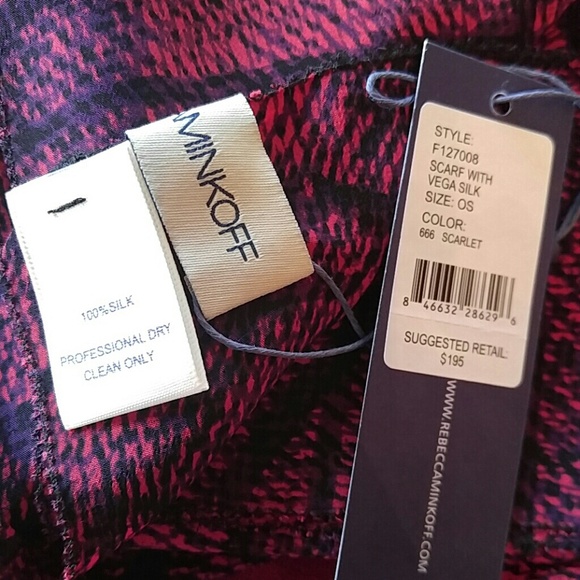 AMINKOFF
100%SILK
PROFESSIONAL DRY
CLEAN ONLY
STYLE:
F127008
SCARF WITH
VEGA SILK
SIZE: OS
COLOR:
666 SCARLET
8 46632 28629 6
SUGGESTED RETAIL:
$195
WWW.REBECCAMINKOFF.COM